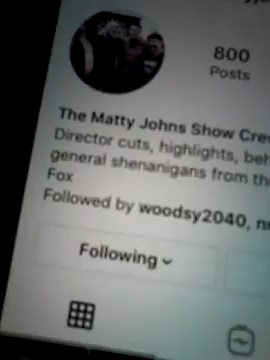 800
Posts
The Matty Johns Show Cre
Director cuts, highlights, beh
general shenanigans from th
Fox
Followed by woodsy2040, n
Following